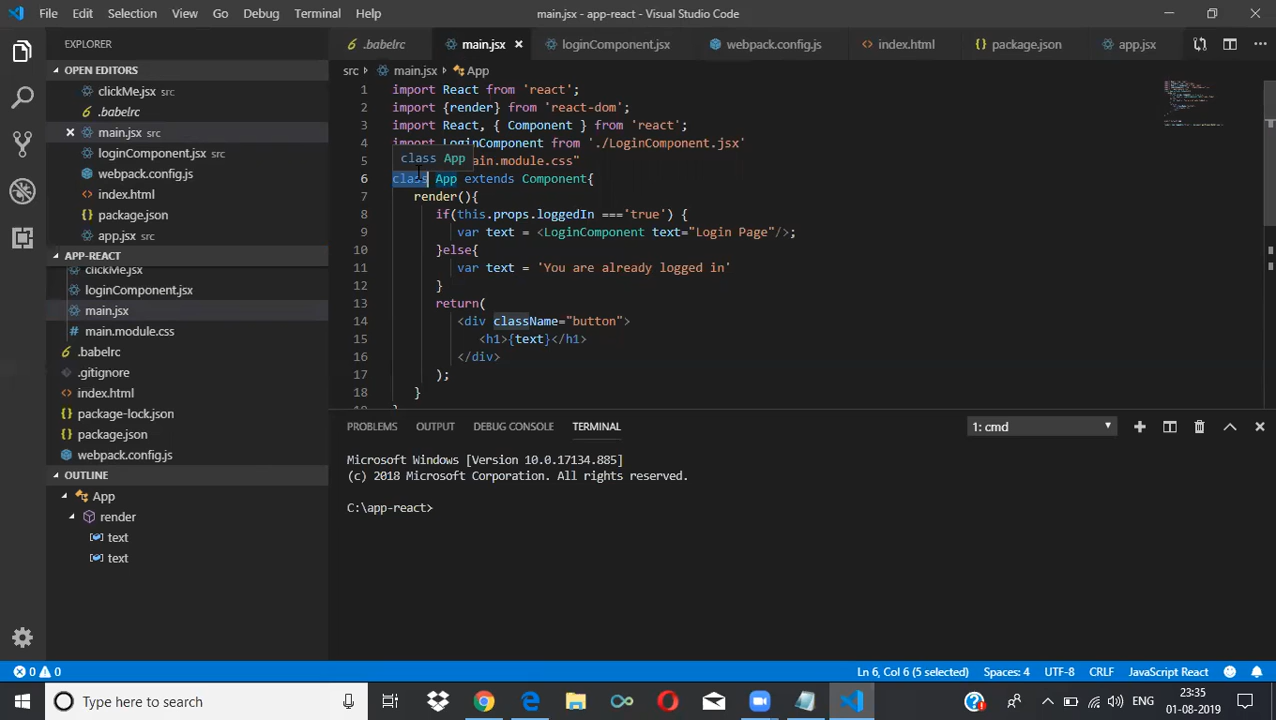 File Edit Selection View Go Debug Terminal Help
main.jsx - app-react - Visual Studio Code
EXPLORER
OPEN EDITORS
clickMe.jsx src
.babelrc
main.jsx src
loginComponent.jsx src
webpack.config.js
index.html
package.json
app.jsx src
APP-REACT
clickMe.jsx
loginComponent.jsx
main.jsx
main.module.css
.babelrc
.gitignore
index.html
package-lock.json
package.json
webpack.config.js
OUTLINE
App
render
text
text
.babelrc main.jsx loginComponent.jsx webpack.config.js index.html package.json app.jsx
src main.jsx App
1 import React from 'react';
2 import {render} from 'react-dom';
3 import React, { Component } from 'react';
4 import LoginComponent from './LoginComponent.jsx'
class App
5 ain.module.css"
6 class App extends Component{
7 render(){
8 if(this.props.loggedIn ==='true') {
9 var text = <LoginComponent text="Login Page"/>;
10 }else{
11 var text = 'You are already logged in'
12 }
13 return(
14 <div className="button">
15 <h1>{text}</h1>
16 </div>
17 );
18 }
PROBLEMS OUTPUT DEBUG CONSOLE TERMINAL 1: cmd
Microsoft Windows [Version 10.0.17134.885]
(c) 2018 Microsoft Corporation. All rights reserved.
C:\app-react>
0 0 Ln 6, Col 6 (5 selected) Spaces: 4 UTF-8 CRLF JavaScript React
Type here to search ENG 23:35
01-08-2019